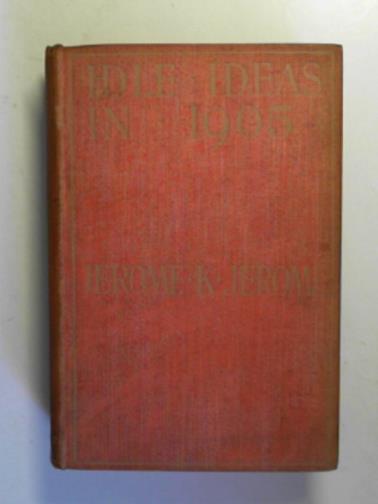 IDLE · IDEAS
IN · 1905
JEROME · K · JEROME